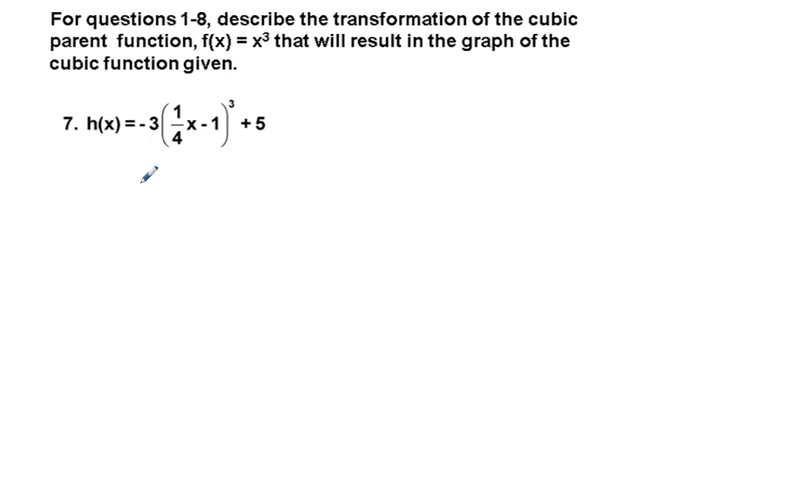 For questions 1-8, describe the transformation of the cubic
parent function, f(x) = x³ that will result in the graph of the
cubic function given.
7. h(x) = - 3(1/4 x - 1)³ + 5